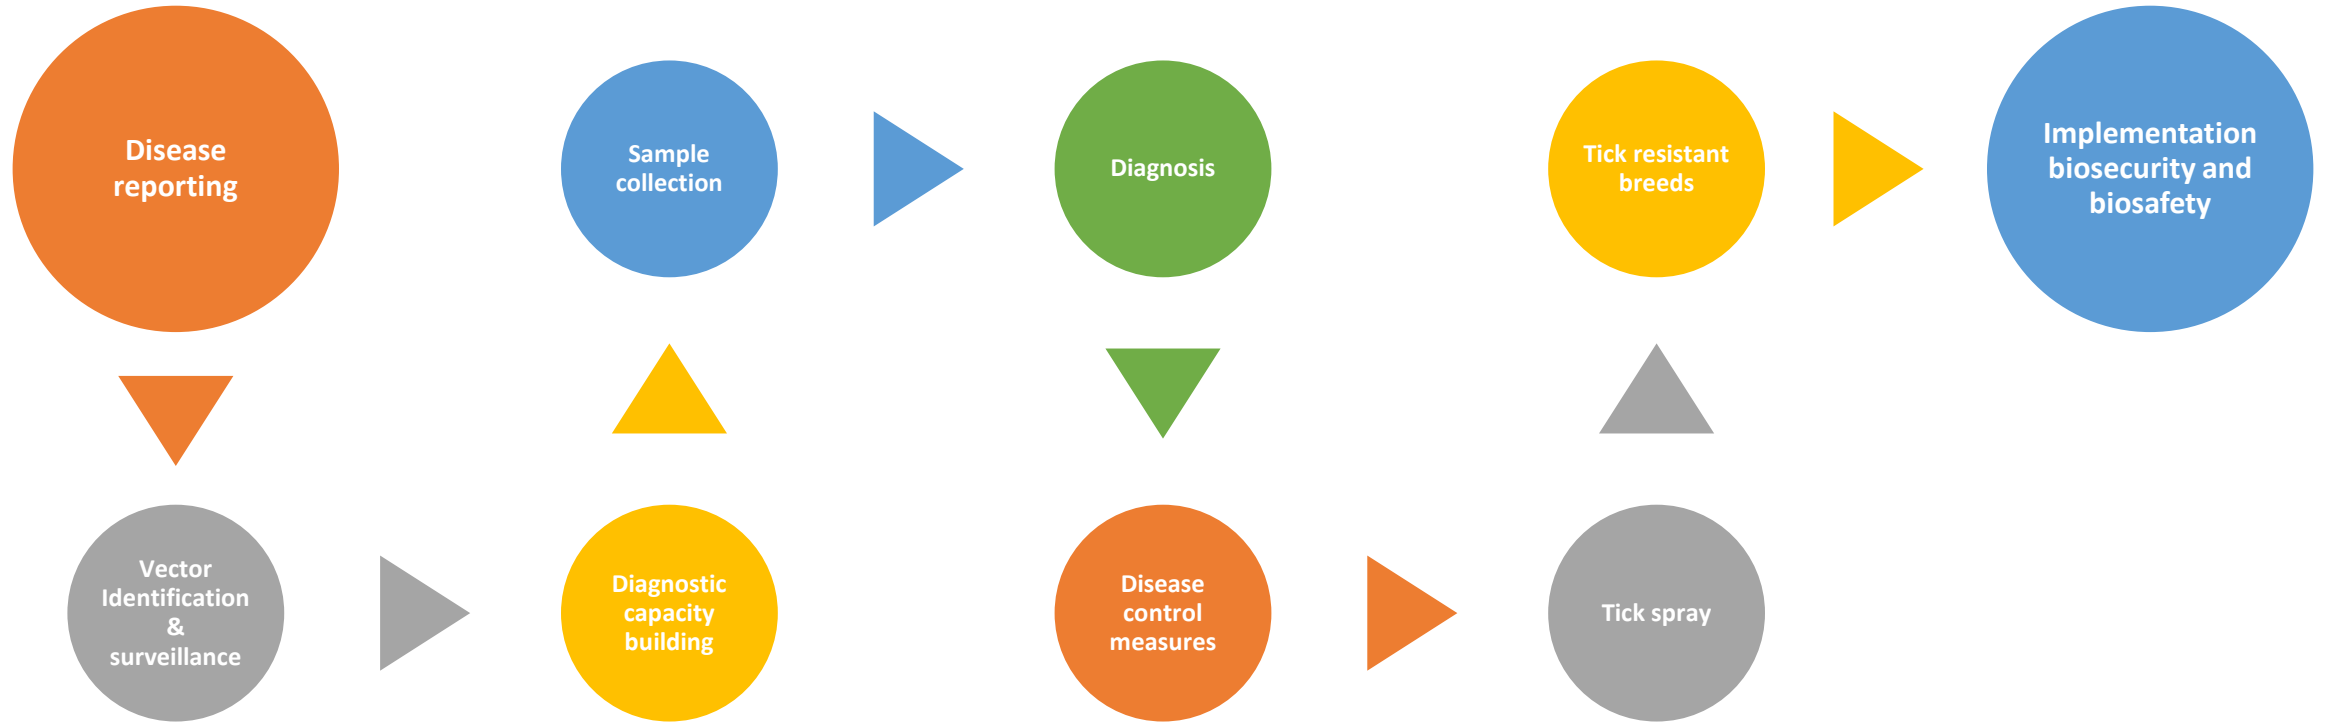 Disease
reporting
Vector
Identification
&
surveillance
Diagnostic
capacity
building
Sample
collection
Diagnosis
Disease
control
measures
Tick spray
Tick resistant
breeds
Implementation
biosecurity and
biosafety